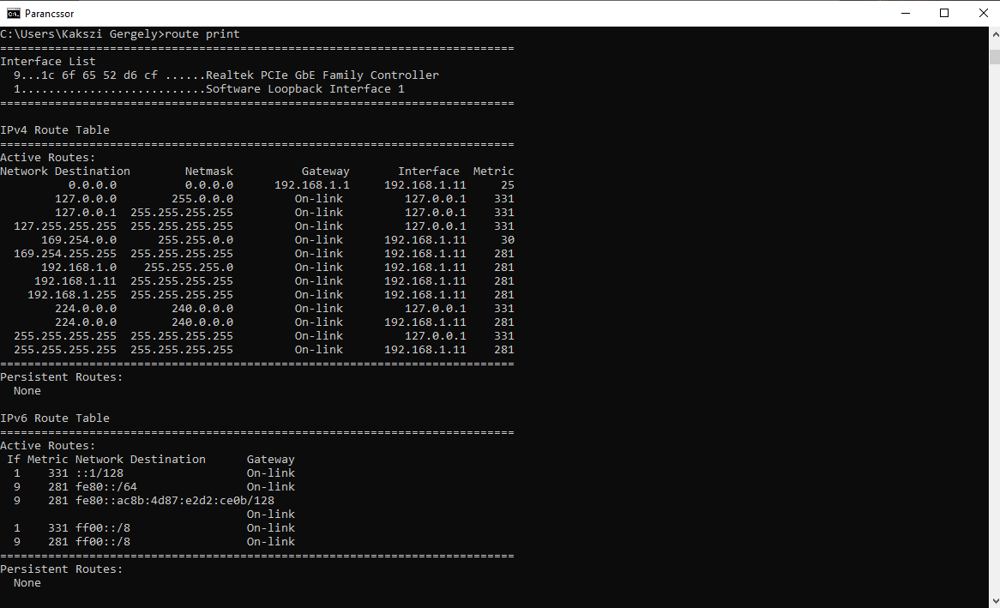 Parancssor
C:\Users\Kakszi Gergely>route print
===========================================================================
Interface List
  9...1c 6f 65 52 d6 cf ......Realtek PCIe GbE Family Controller
  1...........................Software Loopback Interface 1
===========================================================================
IPv4 Route Table
===========================================================================
Active Routes:
Network Destination        Netmask          Gateway       Interface  Metric
          0.0.0.0          0.0.0.0      192.168.1.1     192.168.1.11     25
        127.0.0.0        255.0.0.0         On-link         127.0.0.1    331
        127.0.0.1  255.255.255.255         On-link         127.0.0.1    331
  127.255.255.255  255.255.255.255         On-link         127.0.0.1    331
      169.254.0.0      255.255.0.0         On-link      192.168.1.11     30
  169.254.255.255  255.255.255.255         On-link      192.168.1.11    281
      192.168.1.0    255.255.255.0         On-link      192.168.1.11    281
     192.168.1.11  255.255.255.255         On-link      192.168.1.11    281
    192.168.1.255  255.255.255.255         On-link      192.168.1.11    281
        224.0.0.0        240.0.0.0         On-link         127.0.0.1    331
        224.0.0.0        240.0.0.0         On-link      192.168.1.11    281
  255.255.255.255  255.255.255.255         On-link         127.0.0.1    331
  255.255.255.255  255.255.255.255         On-link      192.168.1.11    281
===========================================================================
Persistent Routes:
  None
IPv6 Route Table
===========================================================================
Active Routes:
 If Metric Network Destination      Gateway
  1    331 ::1/128                  On-link
  9    281 fe80::/64                On-link
  9    281 fe80::ac8b:4d87:e2d2:ce0b/128
                                    On-link
  1    331 ff00::/8                 On-link
  9    281 ff00::/8                 On-link
===========================================================================
Persistent Routes:
  None